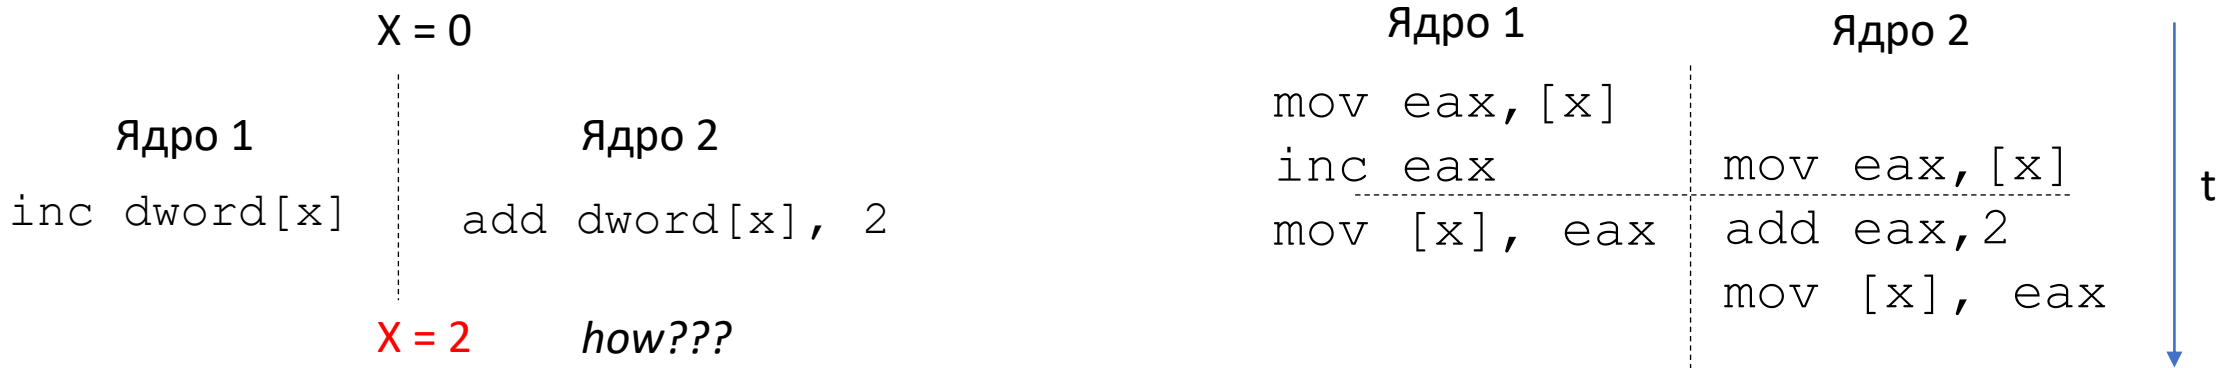 X = 0
Ядро 1
Ядро 2
inc dword[x]
add dword[x], 2
X = 2
how???
Ядро 1
Ядро 2
mov eax,[x]
inc eax
mov eax,[x]
mov [x], eax
add eax,2
mov [x], eax
t